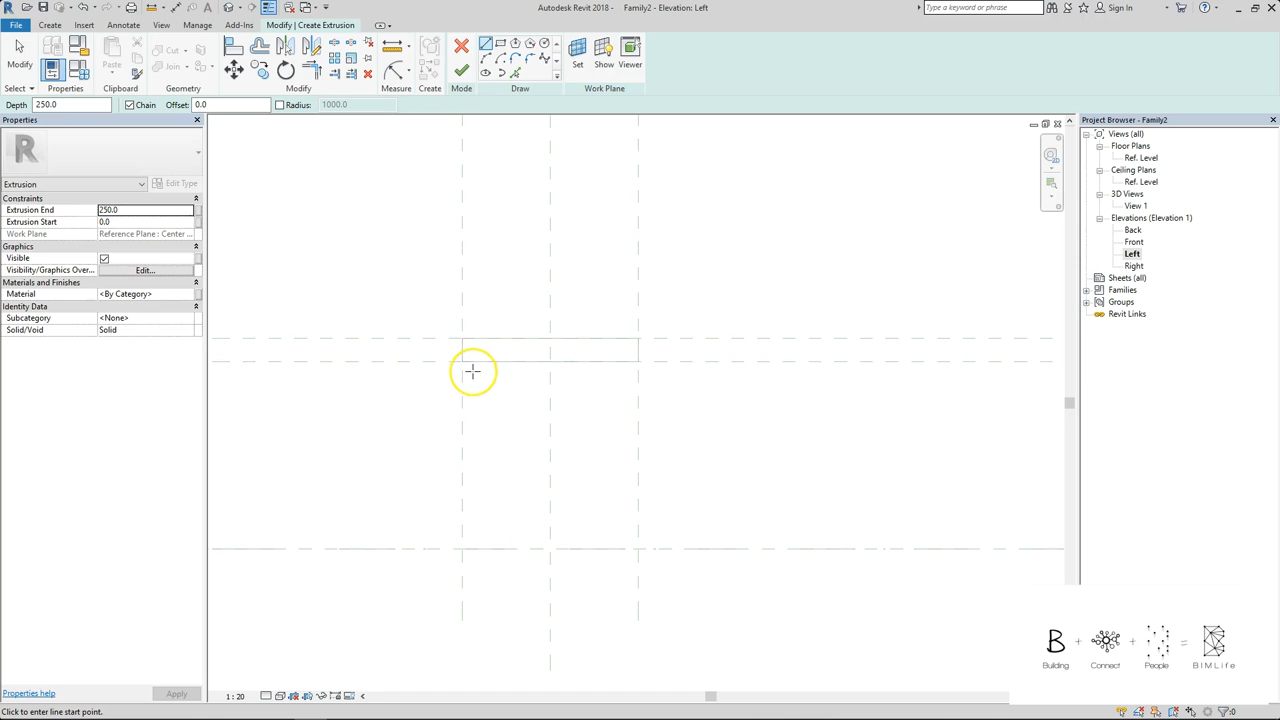 Autodesk Revit 2018 -    Family2 - Elevation: Left
Type a keyword or phrase
Sign In
File
Create
Insert
Annotate
View
Manage
Add-Ins
Modify | Create Extrusion
Modify
Paste
Cut
Join
Select
Properties
Clipboard
Geometry
Modify
Measure
Create
Mode
Draw
Set
Show
Viewer
Work Plane
Depth 250.0
Chain
Offset: 0.0
Radius: 1000.0
Properties
Extrusion
Edit Type
Constraints
Extrusion End 250.0
Extrusion Start 0.0
Work Plane Reference Plane : Center ...
Graphics
Visible
Visibility/Graphics Over... Edit...
Materials and Finishes
Material <By Category>
Identity Data
Subcategory <None>
Solid/Void Solid
Properties help
Apply
Project Browser - Family2
Views (all)
Floor Plans
Ref. Level
Ceiling Plans
Ref. Level
3D Views
View 1
Elevations (Elevation 1)
Back
Front
Left
Right
Sheets (all)
Families
Groups
Revit Links
B + + =
Building Connect People BIMLife
1 : 20
Click to enter line start point.
:0